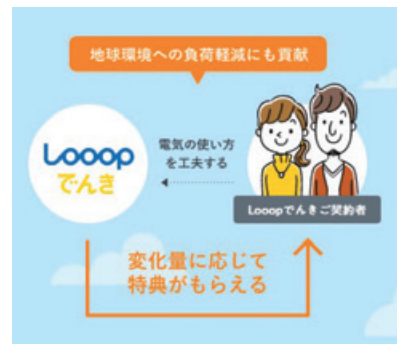 地球環境への負荷軽減にも貢献
Looop
でんき
電気の使い方
を工夫する
Looopでんきご契約者
変化量に応じて
特典がもらえる